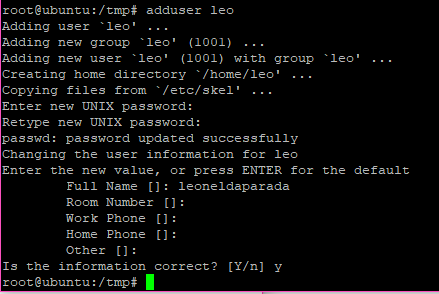 root@ubuntu:/tmp# adduser leo
Adding user `leo' ...
Adding new group `leo' (1001) ...
Adding new user `leo' (1001) with group `leo' ...
Creating home directory `/home/leo' ...
Copying files from `/etc/skel' ...
Enter new UNIX password:
Retype new UNIX password:
passwd: password updated successfully
Changing the user information for leo
Enter the new value, or press ENTER for the default
Full Name []: leoneldaparada
Room Number []:
Work Phone []:
Home Phone []:
Other []:
Is the information correct? [Y/n] y
root@ubuntu:/tmp#